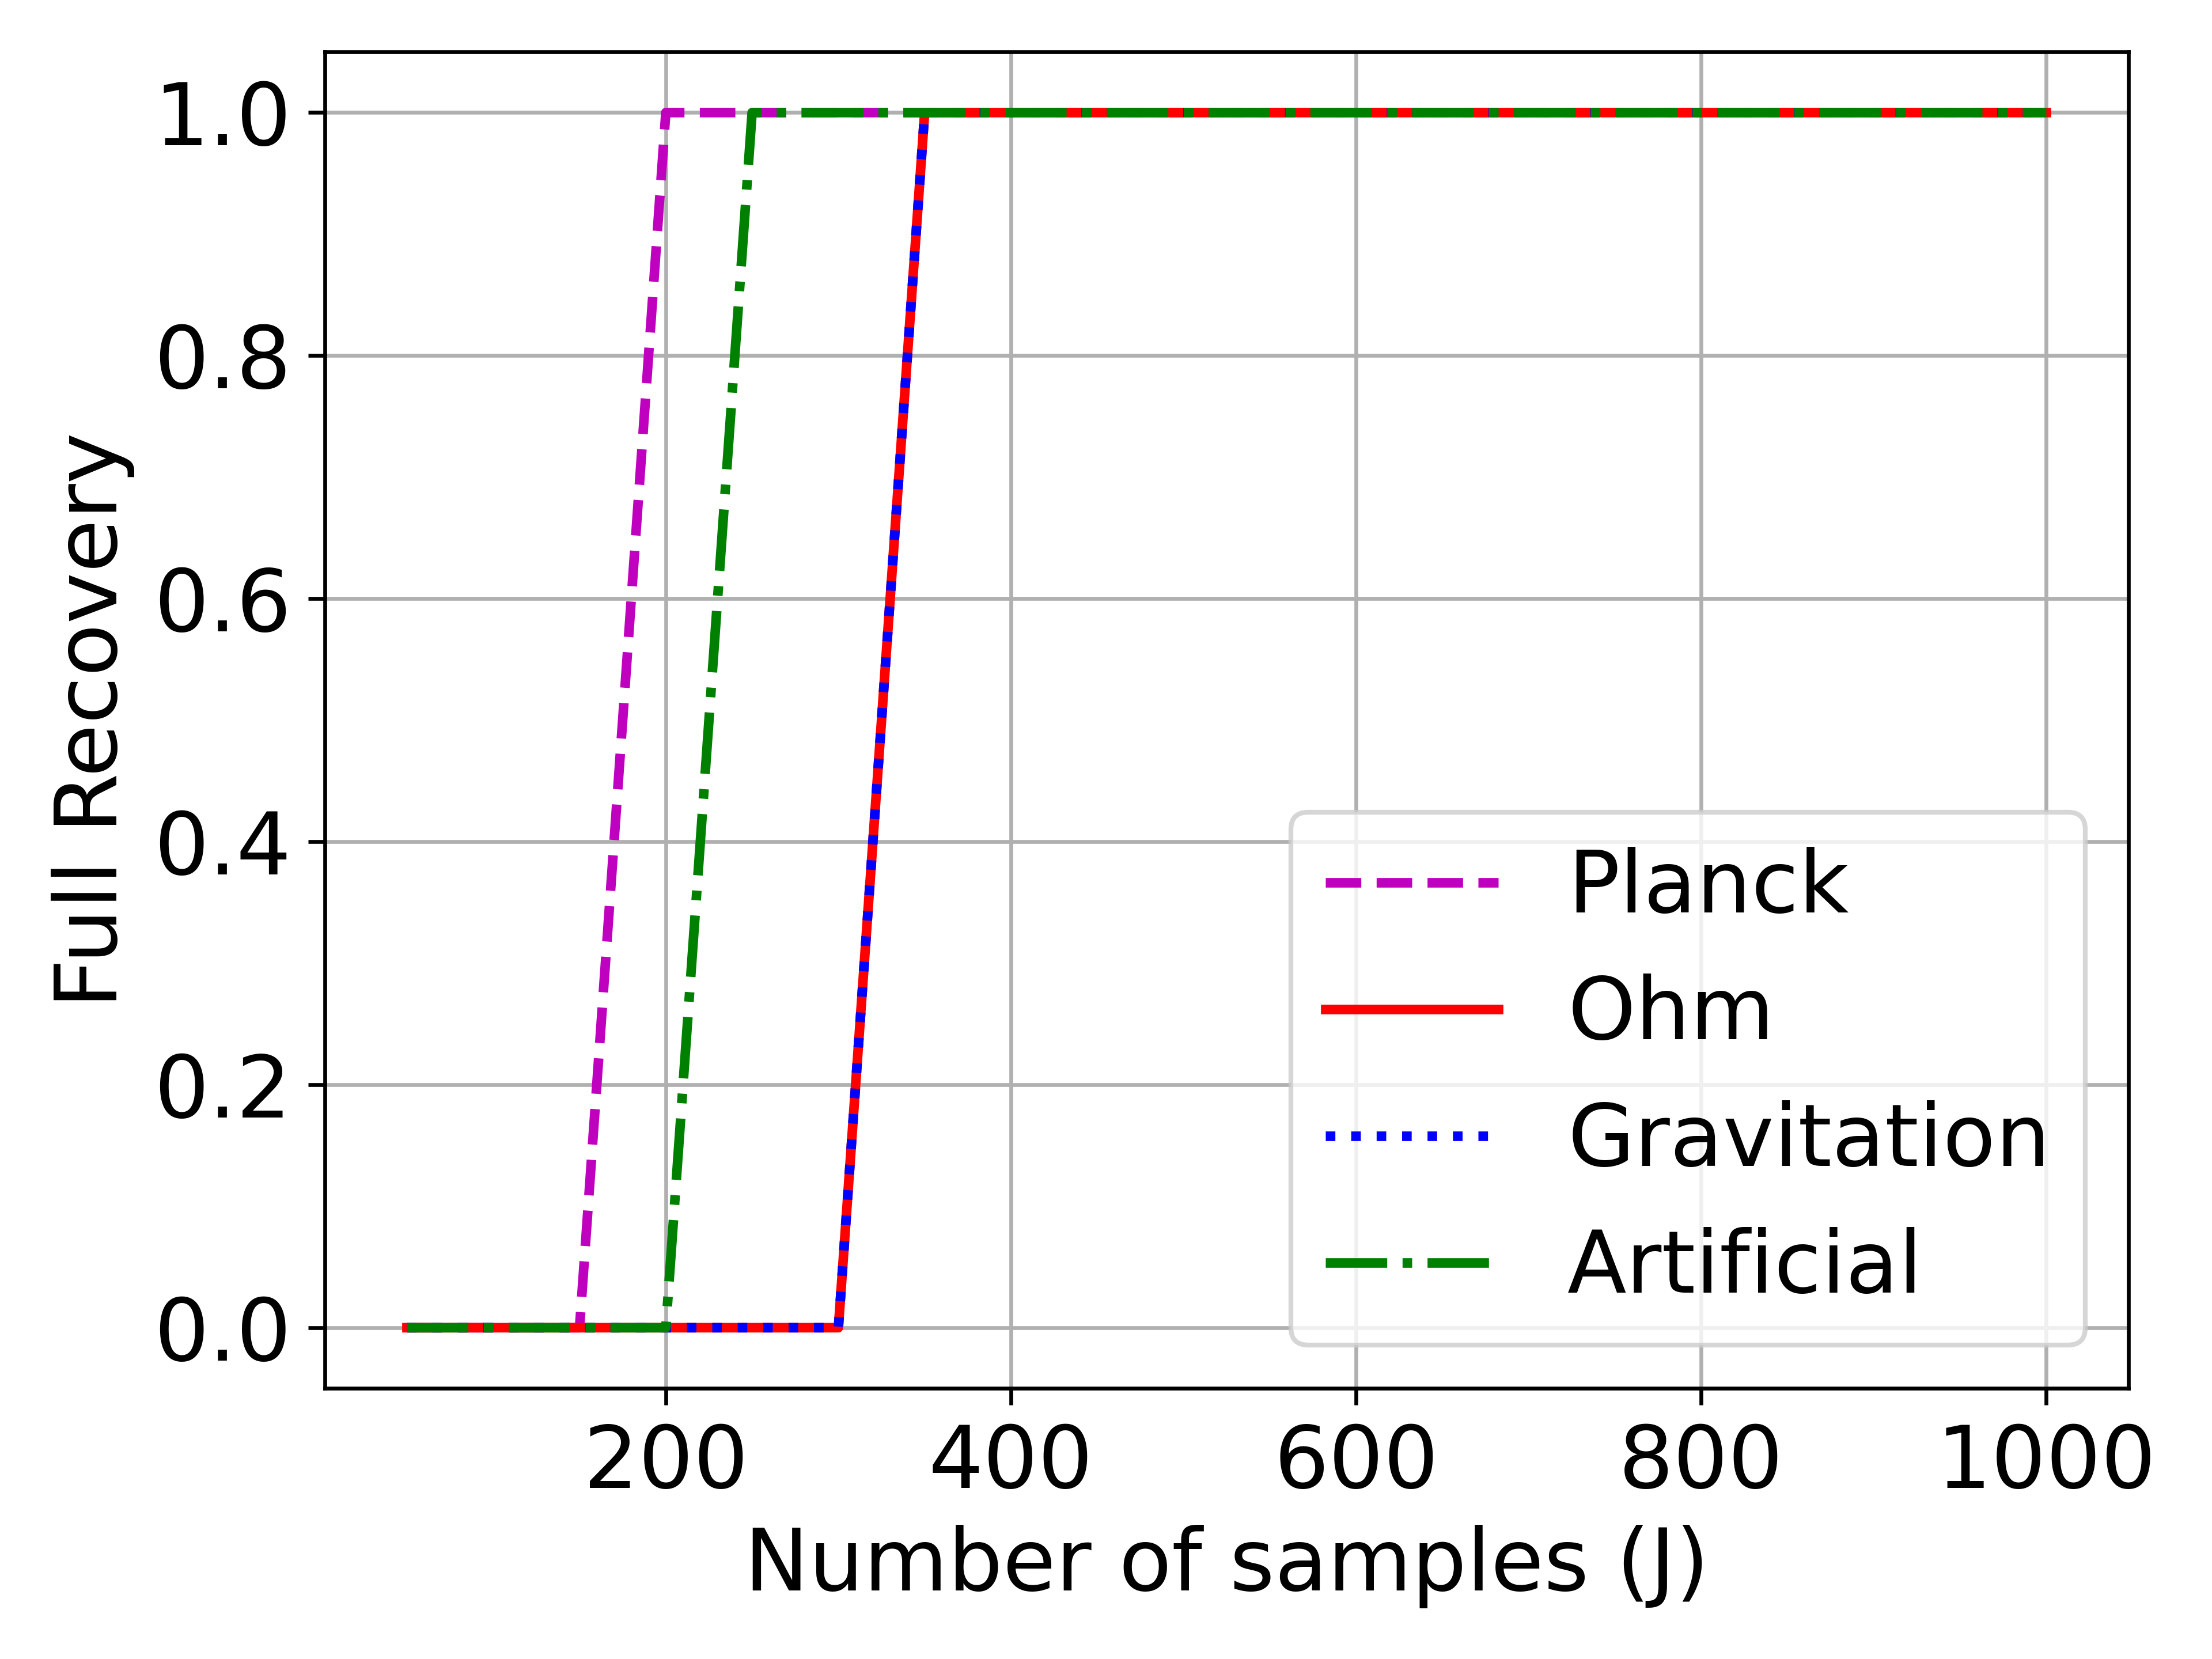 1.0
0.8
0.6
0.4
0.2
0.0
Full Recovery
200 400 600 800 1000
Number of samples (J)
Planck
Ohm
Gravitation
Artificial